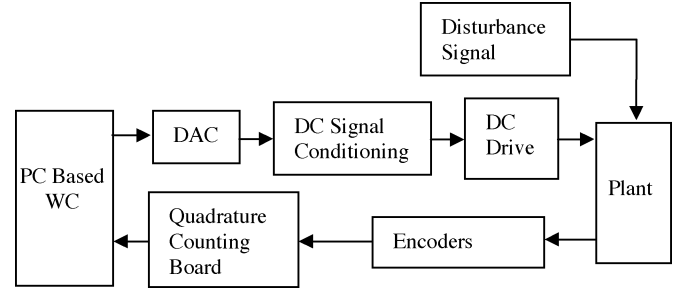 Disturbance
Signal
PC Based
WC
DAC
DC Signal
Conditioning
DC
Drive
Plant
Quadrature
Counting
Board
Encoders